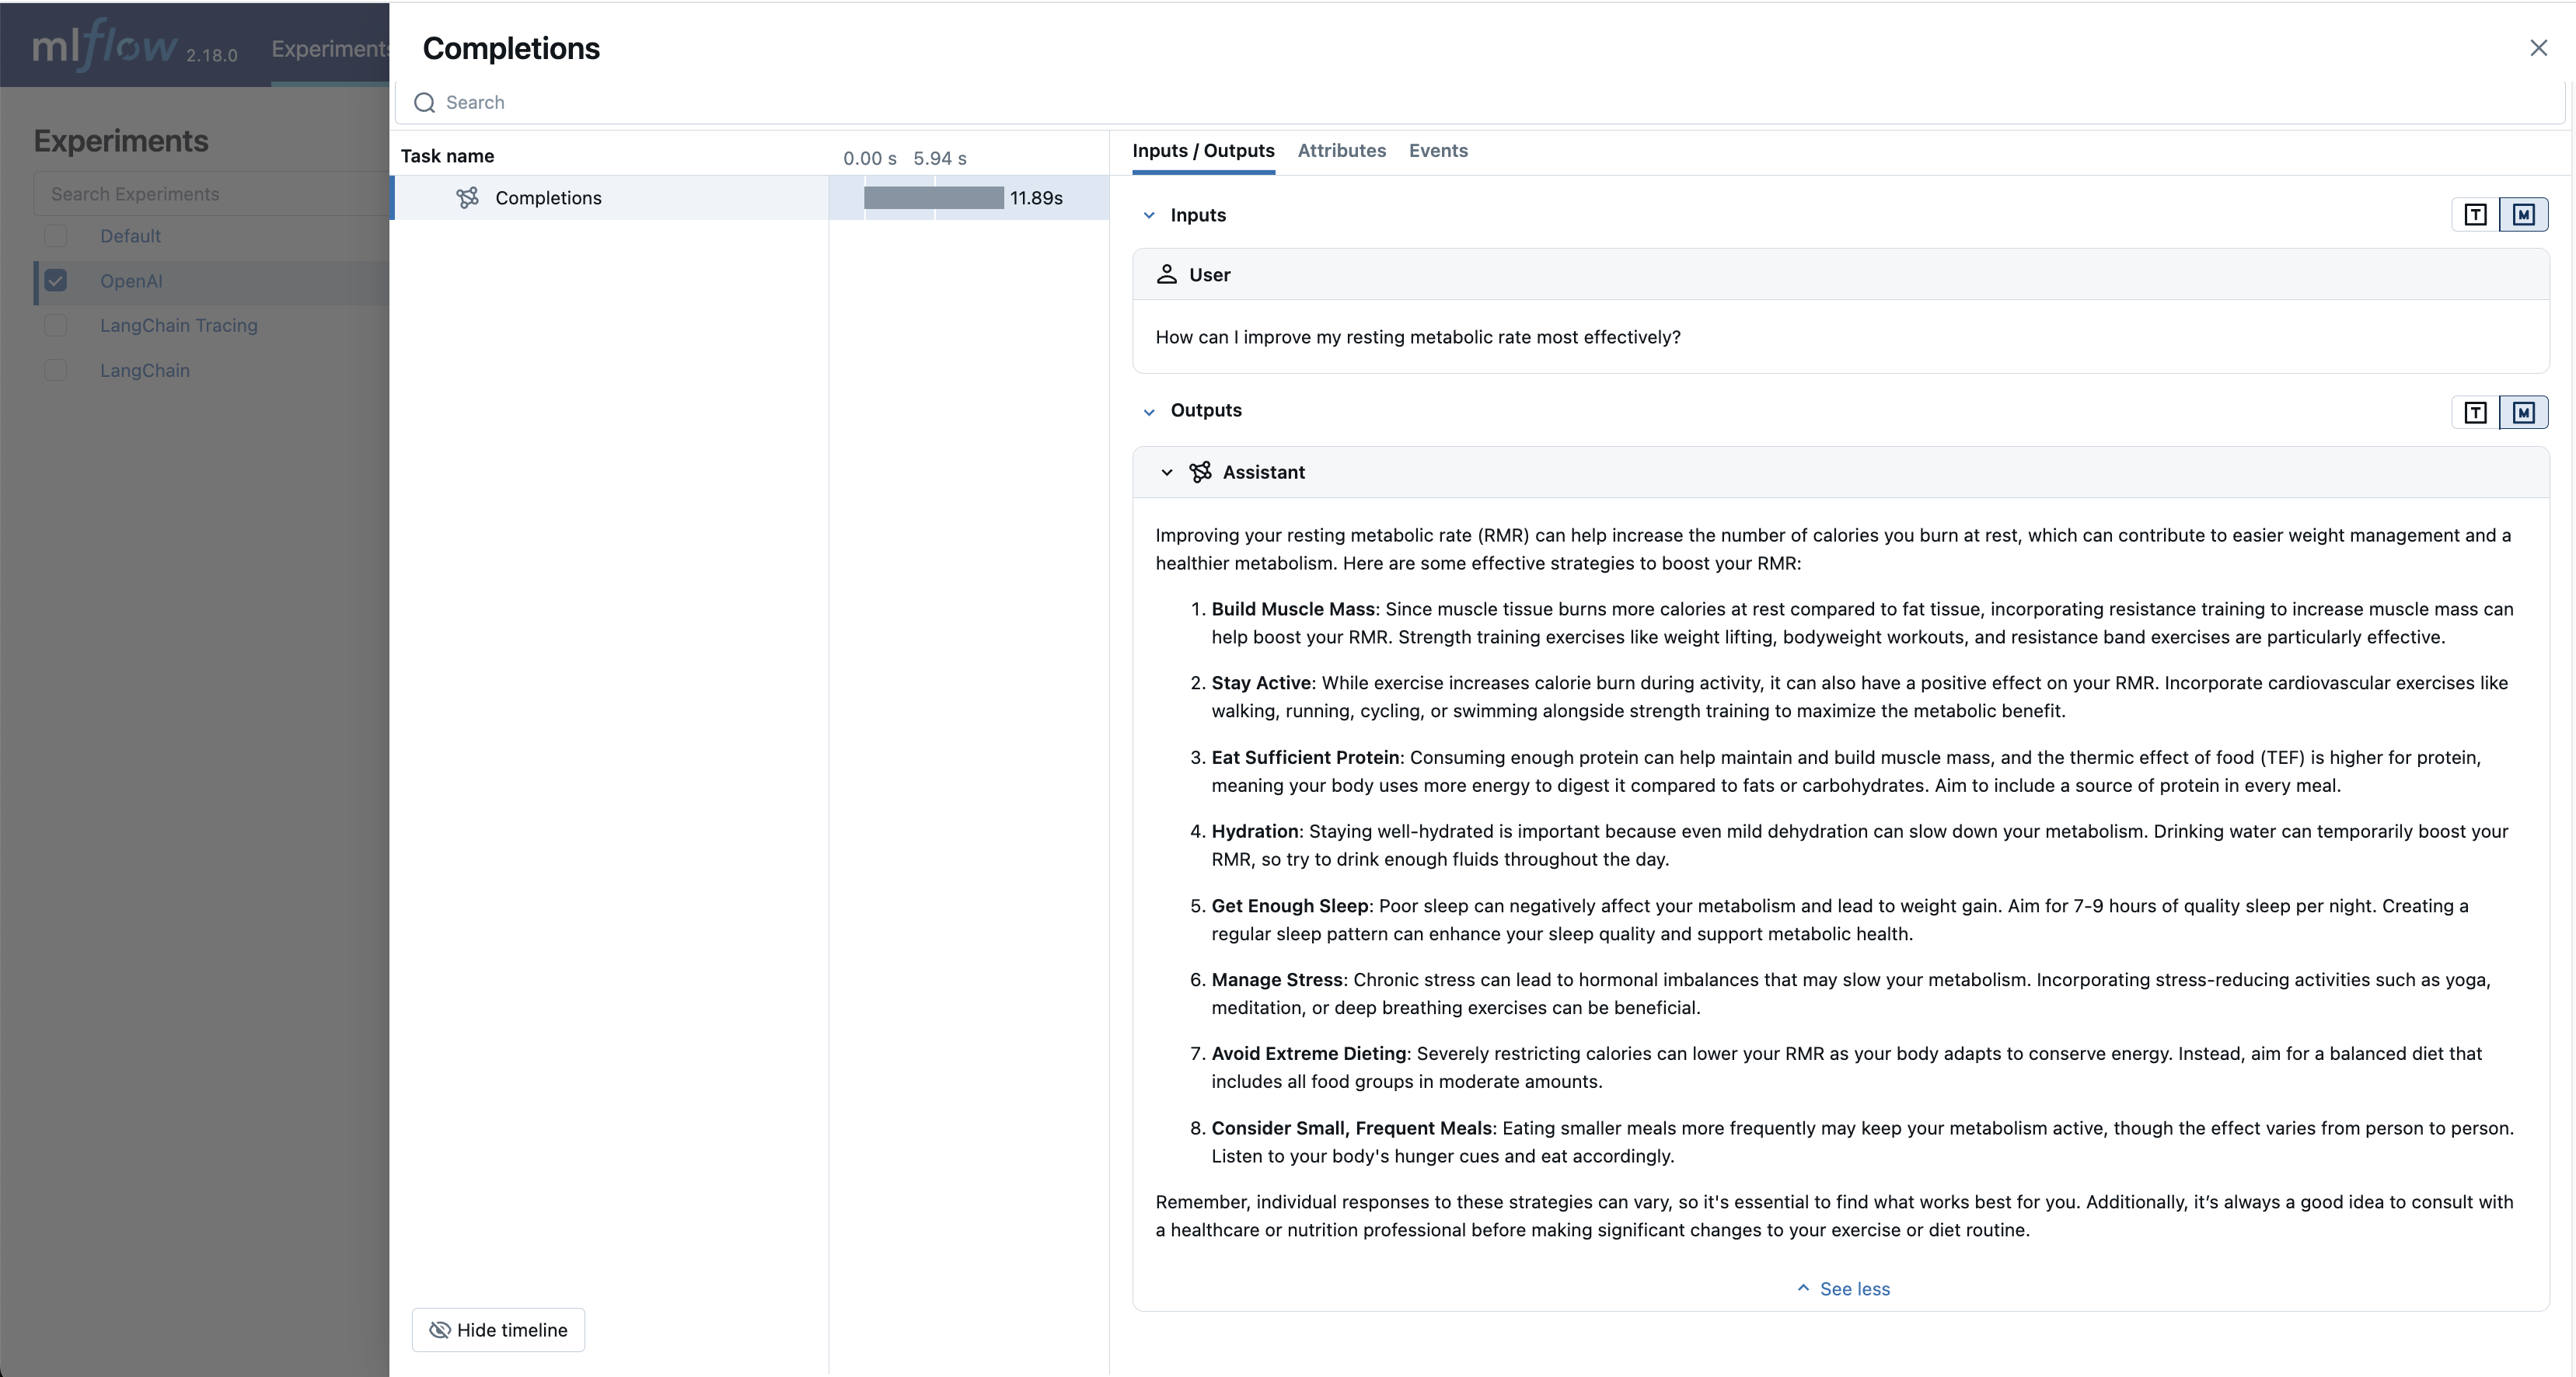 mlflow 2.18.0 Experiments
Experiments
Search Experiments
Default
OpenAI
LangChain Tracing
LangChain
Completions
Search
Task name
0.00 s 5.94 s
Completions
11.89s
Hide timeline
Inputs / Outputs Attributes Events
Inputs
T M
User
How can I improve my resting metabolic rate most effectively?
Outputs
T M
Assistant
Improving your resting metabolic rate (RMR) can help increase the number of calories you burn at rest, which can contribute to easier weight management and a
healthier metabolism. Here are some effective strategies to boost your RMR:
1. Build Muscle Mass: Since muscle tissue burns more calories at rest compared to fat tissue, incorporating resistance training to increase muscle mass can
help boost your RMR. Strength training exercises like weight lifting, bodyweight workouts, and resistance band exercises are particularly effective.
2. Stay Active: While exercise increases calorie burn during activity, it can also have a positive effect on your RMR. Incorporate cardiovascular exercises like
walking, running, cycling, or swimming alongside strength training to maximize the metabolic benefit.
3. Eat Sufficient Protein: Consuming enough protein can help maintain and build muscle mass, and the thermic effect of food (TEF) is higher for protein,
meaning your body uses more energy to digest it compared to fats or carbohydrates. Aim to include a source of protein in every meal.
4. Hydration: Staying well-hydrated is important because even mild dehydration can slow down your metabolism. Drinking water can temporarily boost your
RMR, so try to drink enough fluids throughout the day.
5. Get Enough Sleep: Poor sleep can negatively affect your metabolism and lead to weight gain. Aim for 7-9 hours of quality sleep per night. Creating a
regular sleep pattern can enhance your sleep quality and support metabolic health.
6. Manage Stress: Chronic stress can lead to hormonal imbalances that may slow your metabolism. Incorporating stress-reducing activities such as yoga,
meditation, or deep breathing exercises can be beneficial.
7. Avoid Extreme Dieting: Severely restricting calories can lower your RMR as your body adapts to conserve energy. Instead, aim for a balanced diet that
includes all food groups in moderate amounts.
8. Consider Small, Frequent Meals: Eating smaller meals more frequently may keep your metabolism active, though the effect varies from person to person.
Listen to your body's hunger cues and eat accordingly.
Remember, individual responses to these strategies can vary, so it's essential to find what works best for you. Additionally, it’s always a good idea to consult with
a healthcare or nutrition professional before making significant changes to your exercise or diet routine.
See less